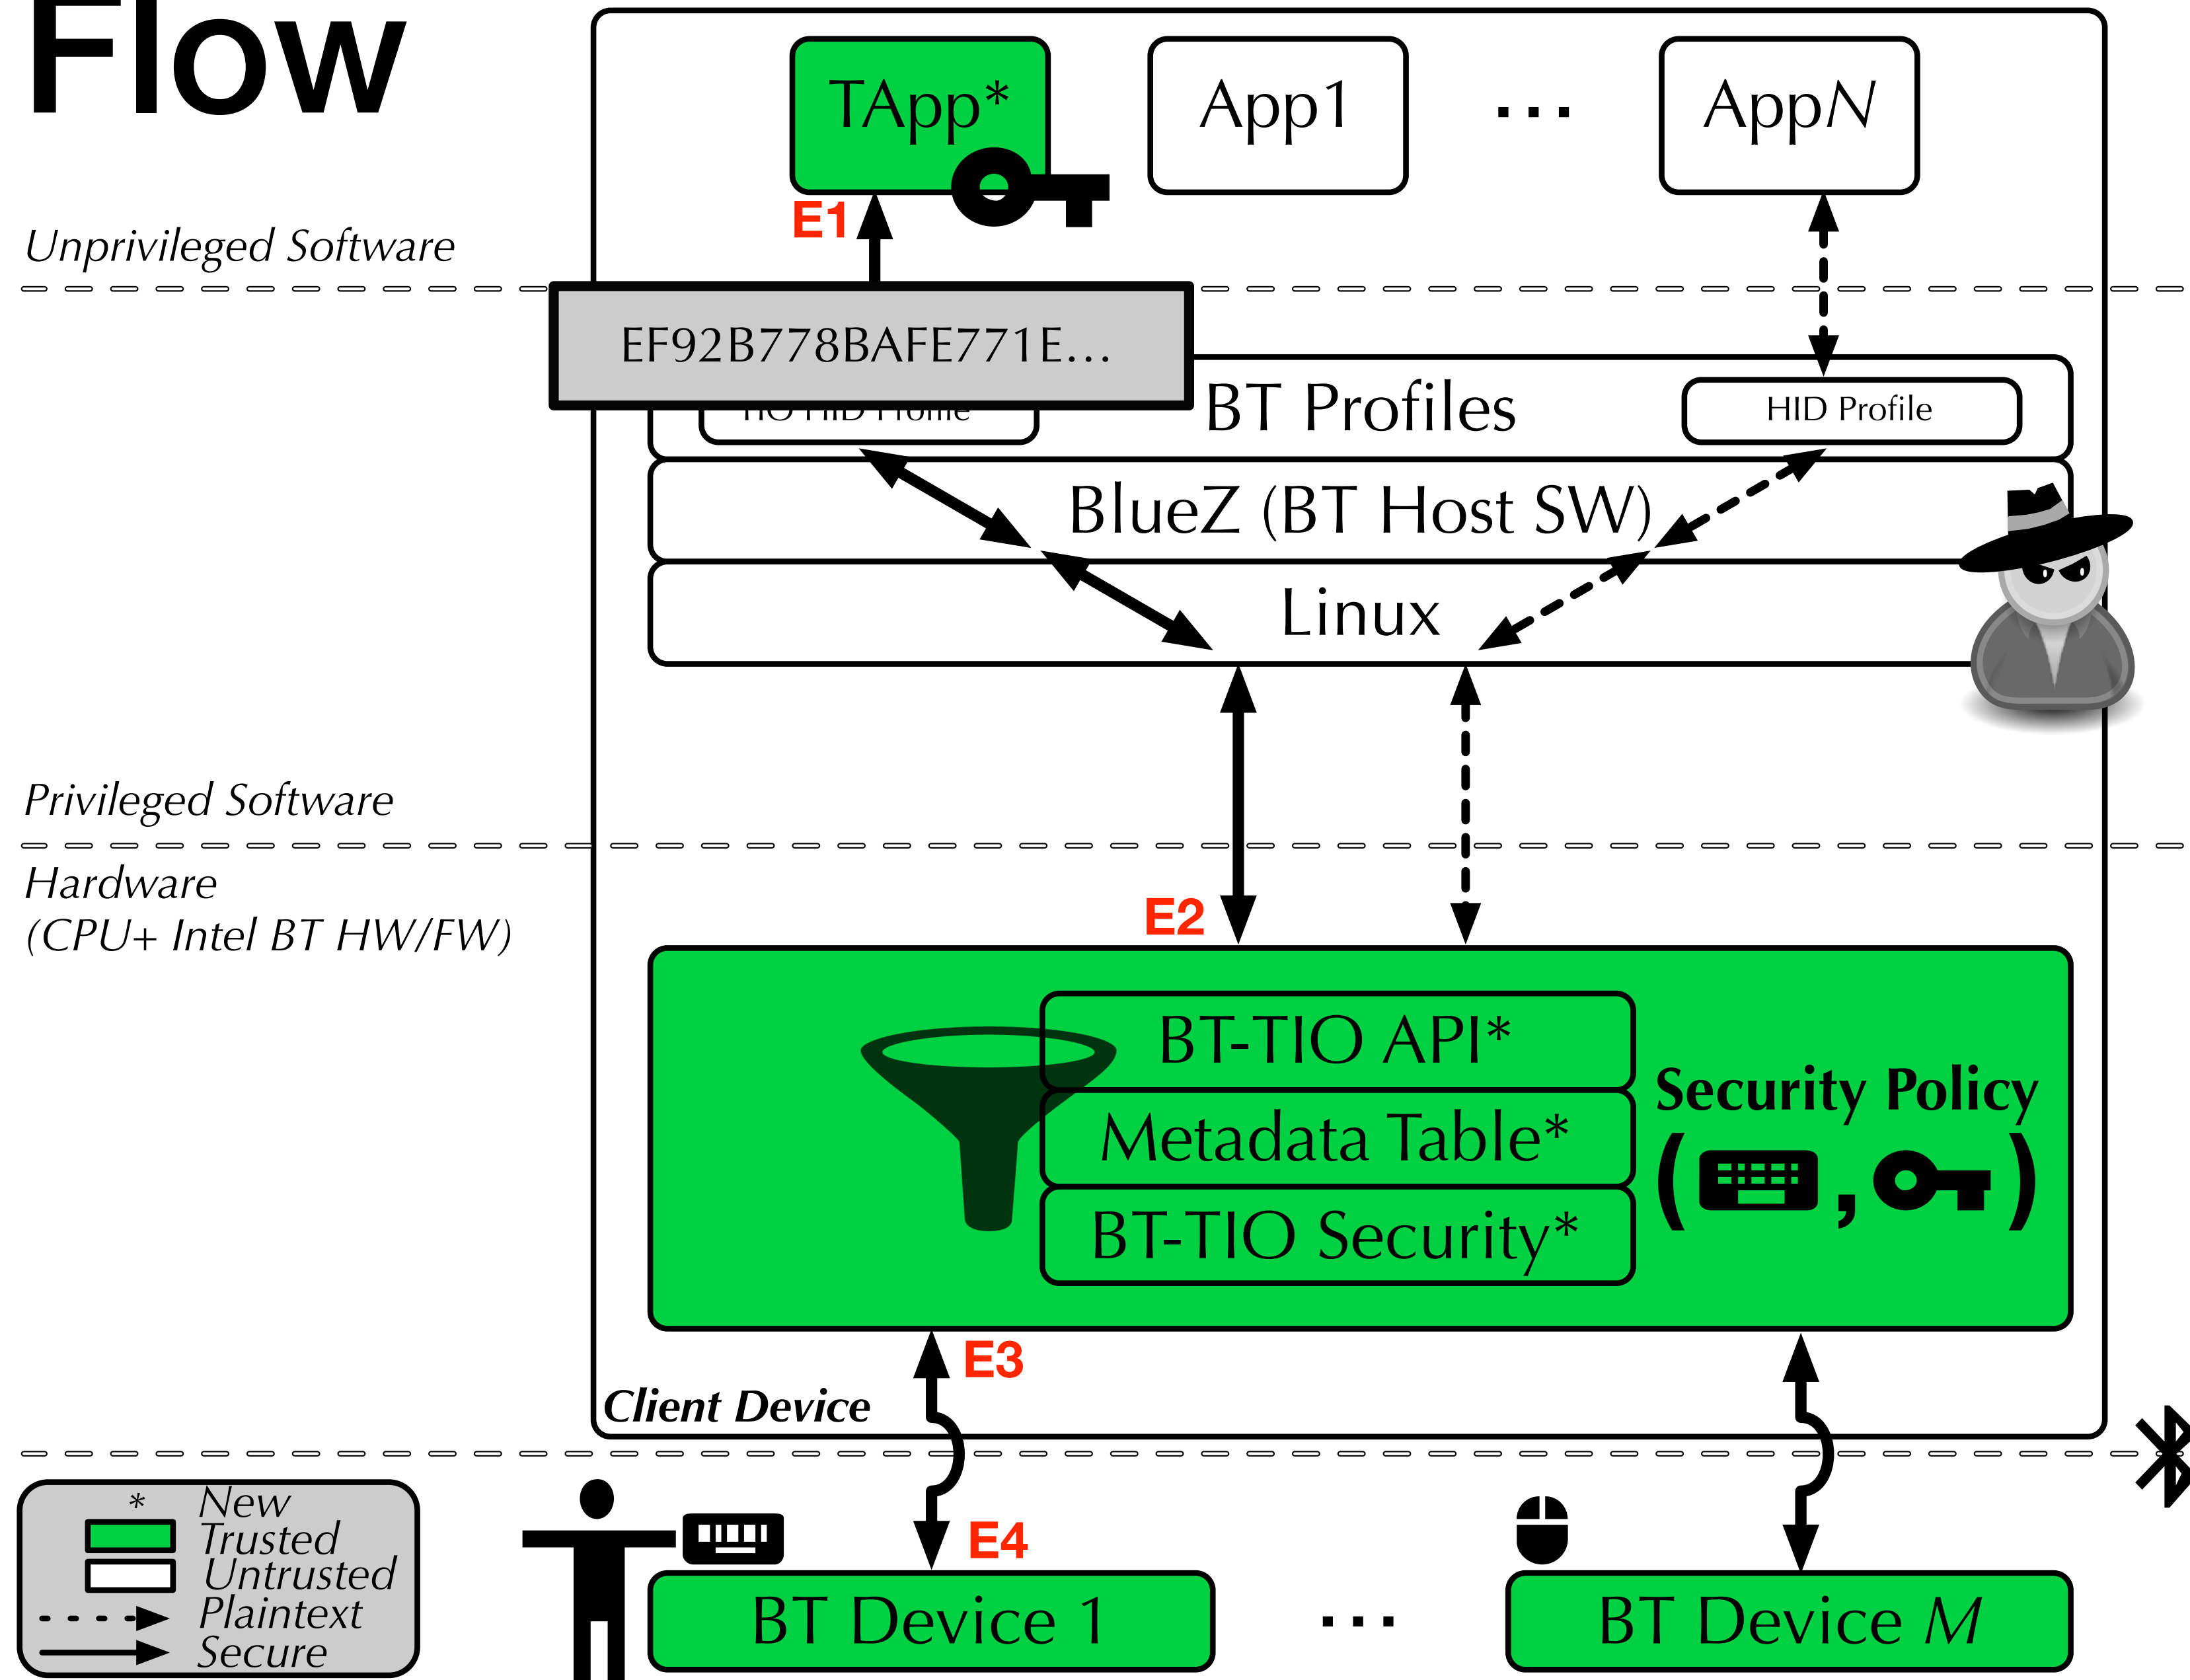 Flow
TApp*
App1
...
AppN
E1
Unprivileged Software
EF92B778BAFE771E...
HID Profile
BT Profiles
HID Profile
BlueZ (BT Host SW)
Linux
Privileged Software
Hardware
(CPU+ Intel BT HW/FW)
E2
BT-TIO API*
Metadata Table*
BT-TIO Security*
Security Policy
( , )
E3
Client Device
E4
* New
Trusted
Untrusted
Plaintext
Secure
BT Device 1
...
BT Device M